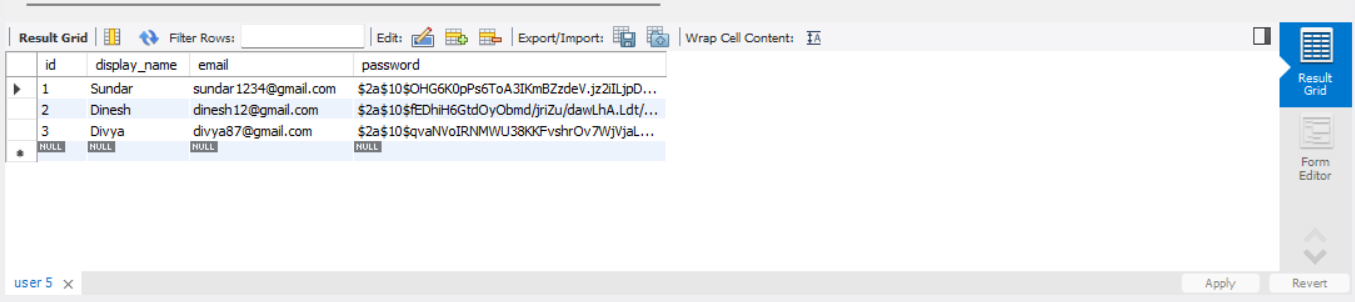 Result Grid Filter Rows: Edit: Export/Import: Wrap Cell Content:
id display_name email password
1 Sundar sundar1234@gmail.com $2a$10$OHG6K0pPs6ToA3IKmBZzdeV.jz2iILjpD...
2 Dinesh dinesh12@gmail.com $2a$10$fEDhiH6GtdOyObmd/jriZu/dawLhA.Ldt/...
3 Divya divya87@gmail.com $2a$10$qvaNVoIRNMWU38KKFvshrOv7WjVjaL...
NULL NULL NULL NULL
Result
Grid
Form
Editor
user 5
Apply Revert